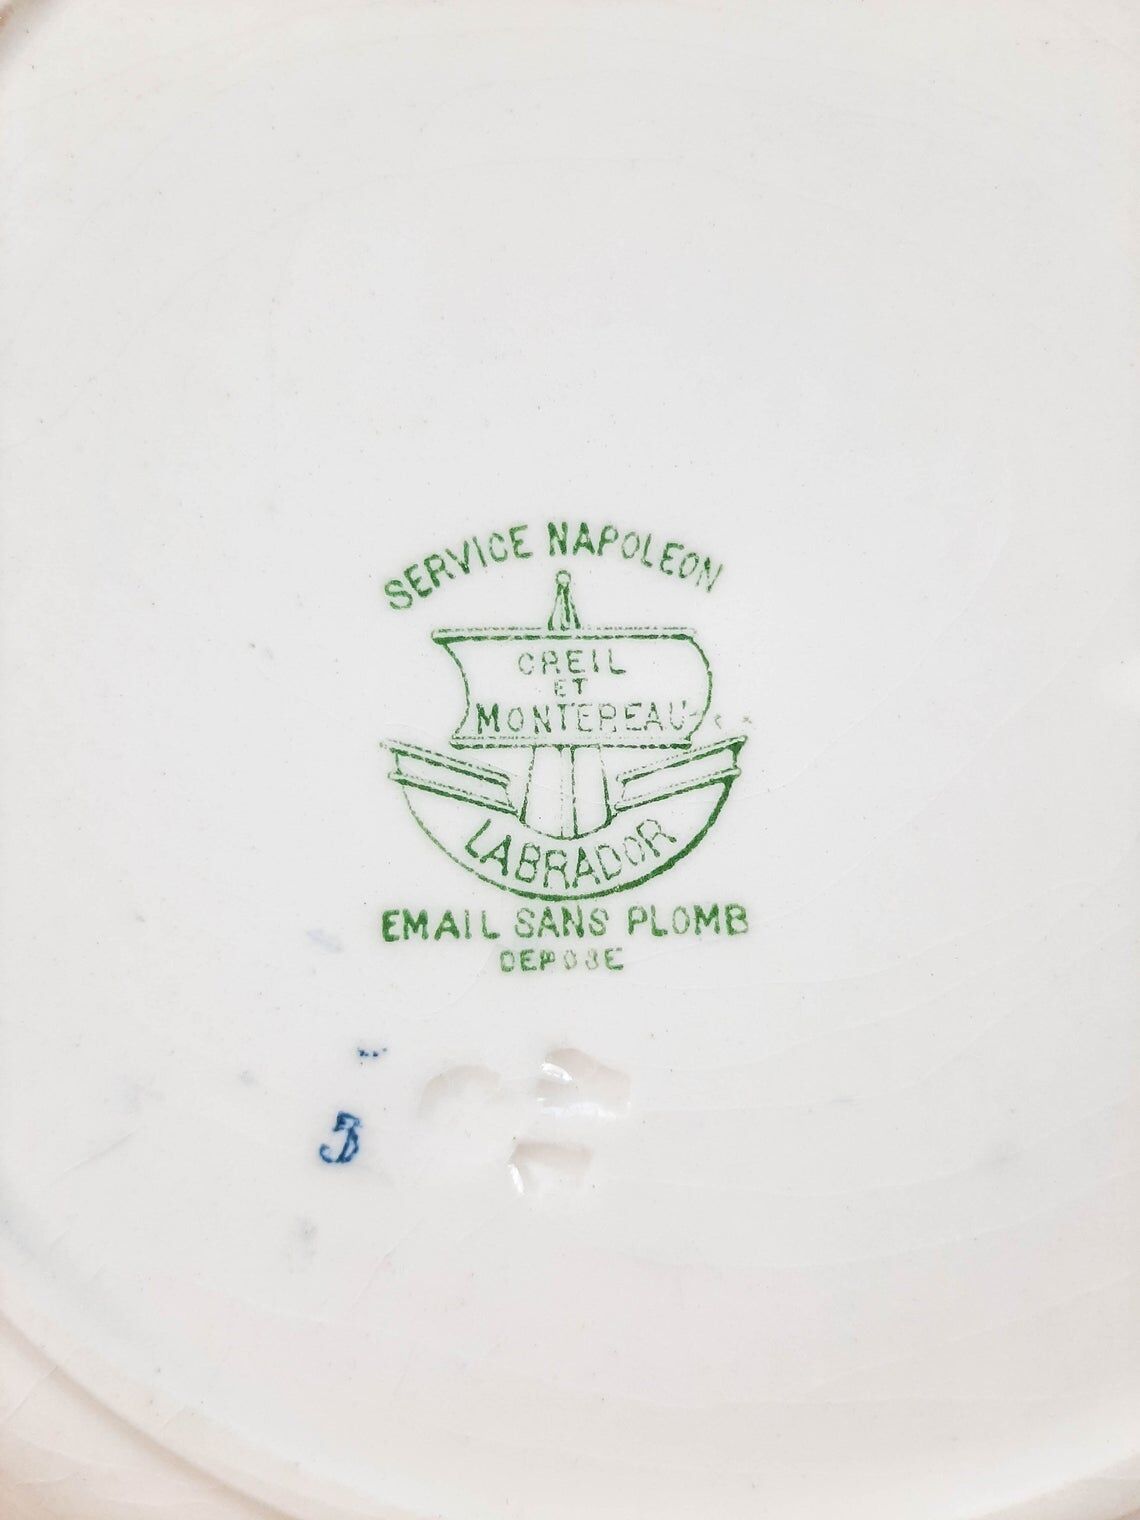 SERVICE NAPOLEON
CREIL
ET
MONTEREAU
LABRADOR
EMAIL SANS PLOMB
DEPOSE